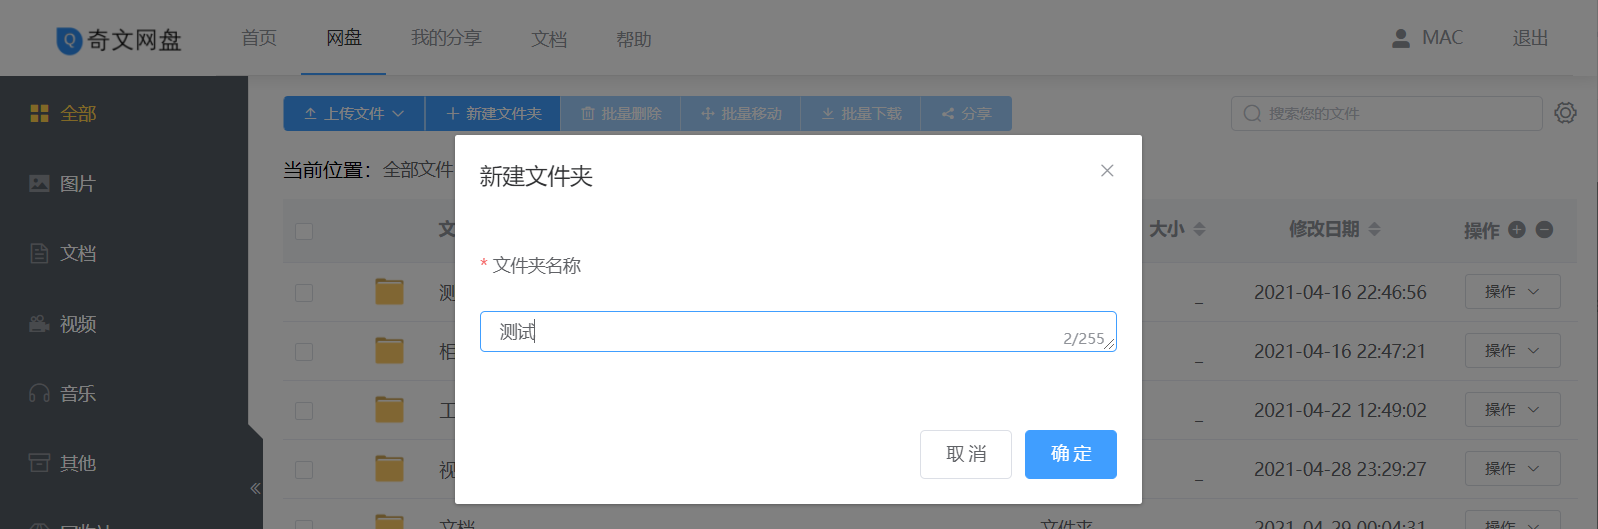 奇文网盘
首页
网盘
我的分享
文档
帮助
MAC
退出
全部
图片
文档
视频
音乐
其他
上传文件
新建文件夹
批量删除
批量移动
批量下载
分享
搜索您的文件
当前位置：全部文件
新建文件夹
* 文件夹名称
测试
2/255
取消
确定
大小
修改日期
操作
测
_
2021-04-16 22:46:56
操作
相
_
2021-04-16 22:47:21
操作
工
_
2021-04-22 12:49:02
操作
视
_
2021-04-28 23:29:27
操作
文档
文件夹
2021-04-29 00:04:31
操作